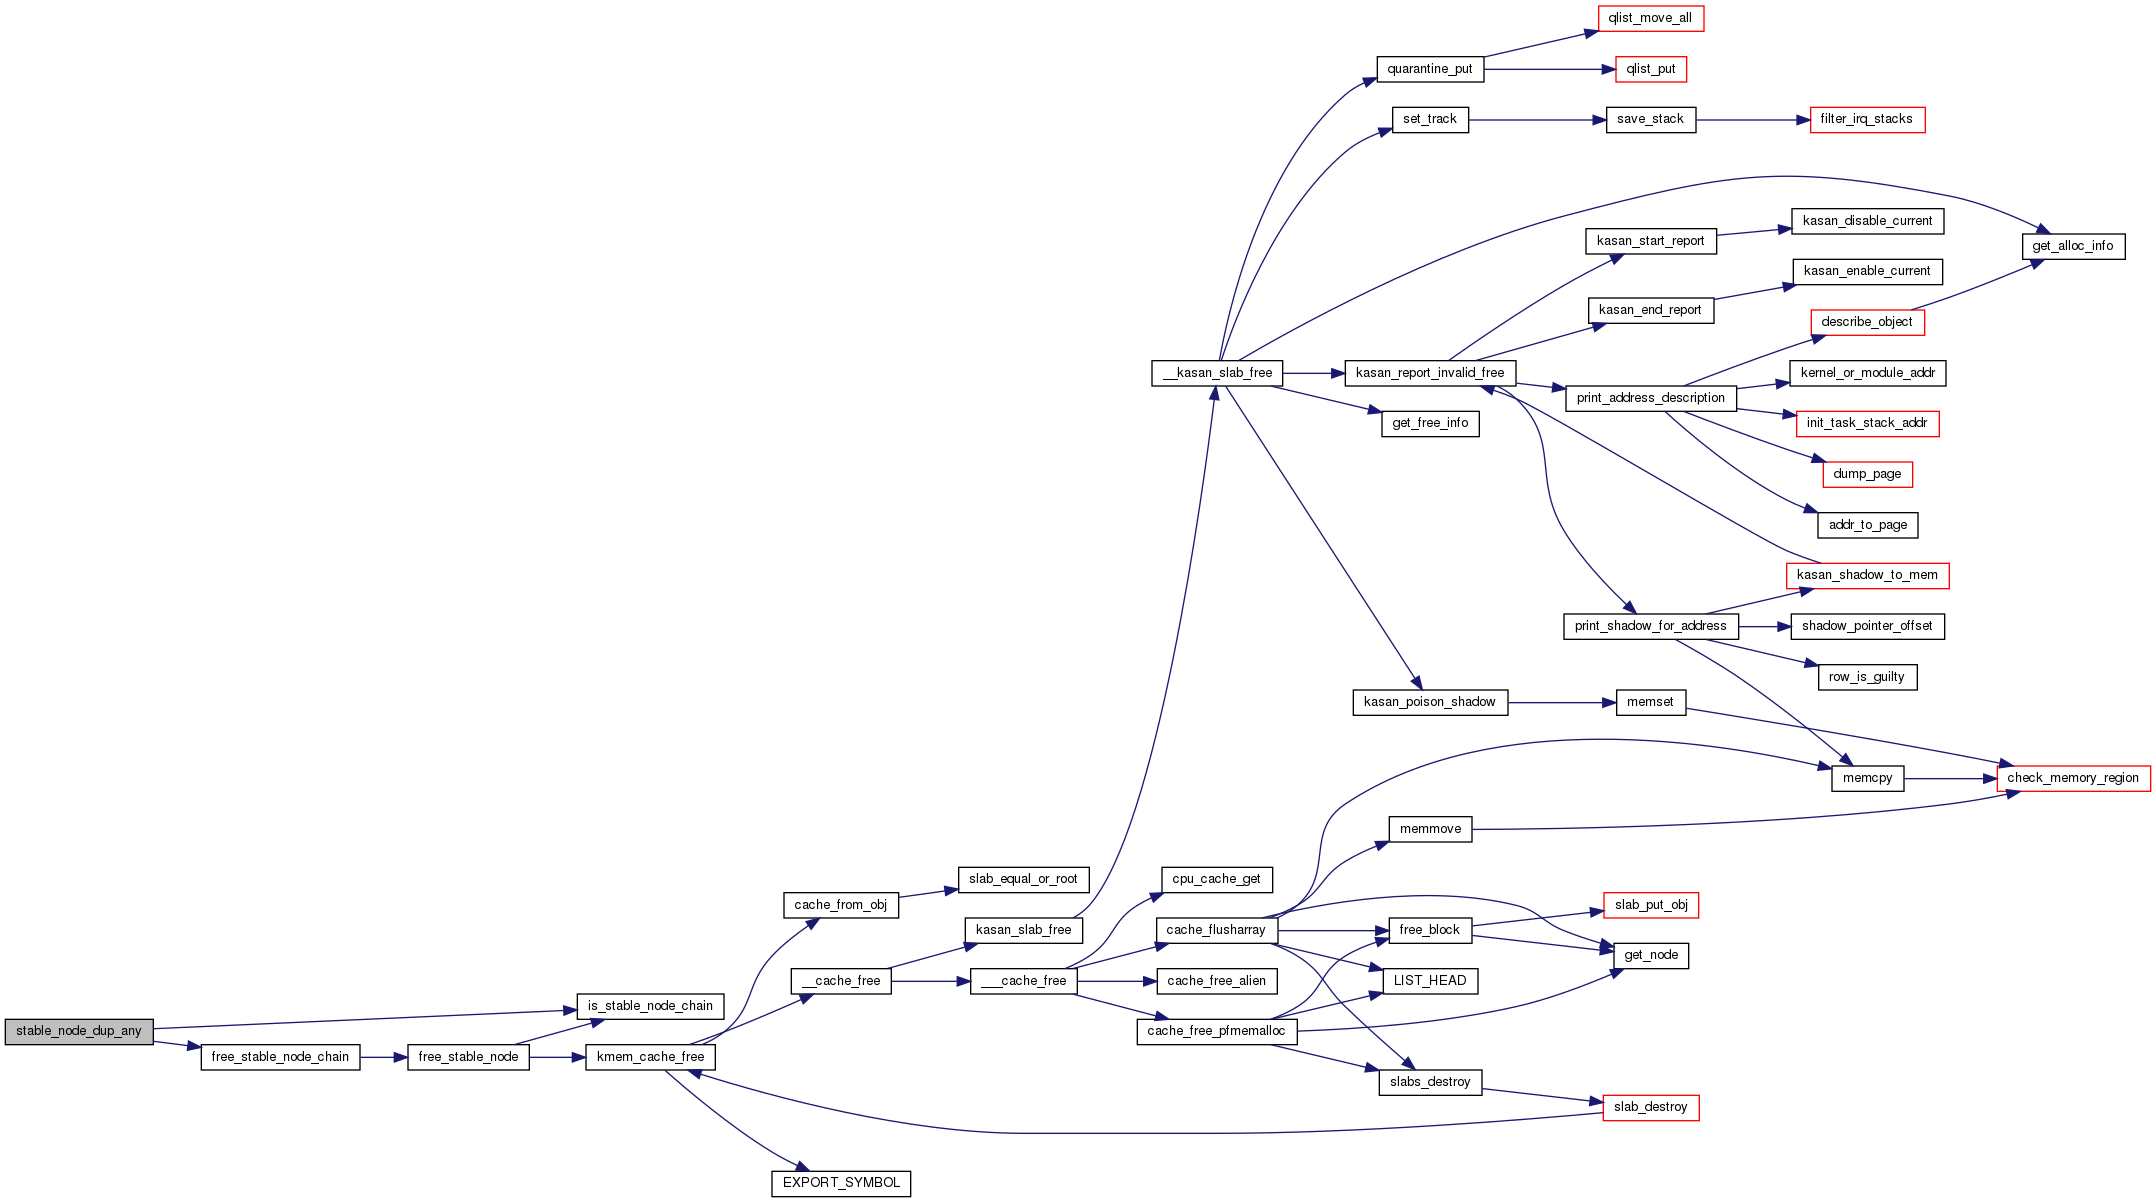 qlist_move_all
quarantine_put
qlist_put
set_track
save_stack
filter_irq_stacks
kasan_disable_current
kasan_start_report
get_alloc_info
kasan_enable_current
kasan_end_report
describe_object
__kasan_slab_free
kasan_report_invalid_free
kernel_or_module_addr
print_address_description
get_free_info
init_task_stack_addr
dump_page
addr_to_page
kasan_shadow_to_mem
print_shadow_for_address
shadow_pointer_offset
row_is_guilty
kasan_poison_shadow
memset
memcpy
check_memory_region
memmove
slab_equal_or_root
cpu_cache_get
cache_from_obj
slab_put_obj
kasan_slab_free
cache_flusharray
free_block
get_node
__cache_free
___cache_free
cache_free_alien
LIST_HEAD
is_stable_node_chain
stable_node_dup_any
cache_free_pfmemalloc
free_stable_node_chain
free_stable_node
kmem_cache_free
slabs_destroy
slab_destroy
EXPORT_SYMBOL